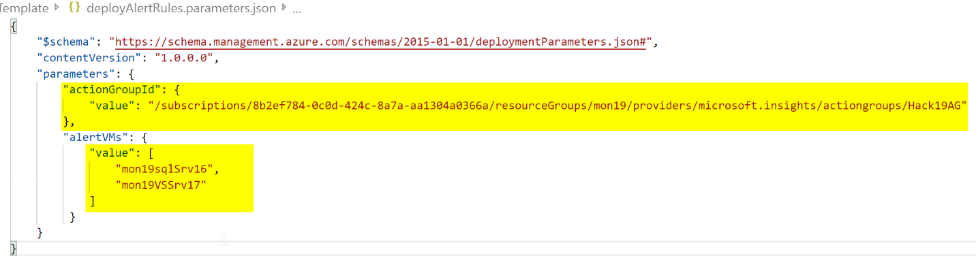 Template > {} deployAlertRules.parameters.json > ...
{
"$schema": "https://schema.management.azure.com/schemas/2015-01-01/deploymentParameters.json#",
"contentVersion": "1.0.0.0",
"parameters": {
"actionGroupId": {
"value": "/subscriptions/8b2ef784-0c0d-424c-8a7a-aa1304a0366a/resourceGroups/mon19/providers/microsoft.insights/actiongroups/Hack19AG"
},
"alertVMs": {
"value": [
"mon19sqlSrv16",
"mon19VSSrv17"
]
}
}
}